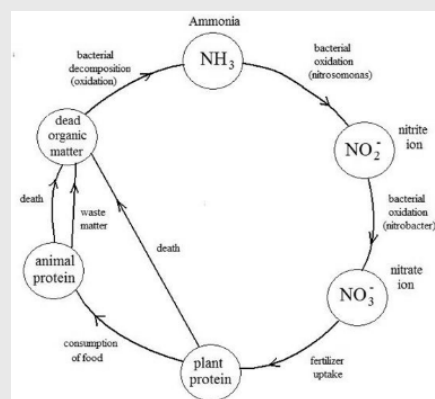 Ammonia
NH3
bacterial
decomposition
(oxidation)
bacterial
oxidation
(nitrosomonas)
dead
organic
matter
nitrite
ion
NO2-
death
waste
matter
bacterial
oxidation
(nitrobacter)
animal
protein
death
nitrate
ion
NO3-
consumption
of food
plant
protein
fertilizer
uptake